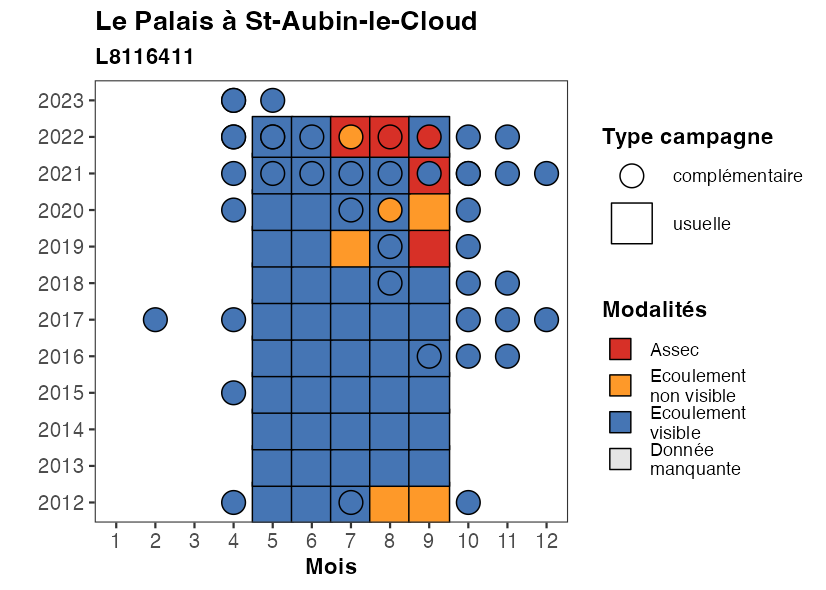 Le Palais à St-Aubin-le-Cloud
L8116411
2023
2022
2021
2020
2019
2018
2017
2016
2015
2014
2013
2012
1 2 3 4 5 6 7 8 9 10 11 12
Mois
Type campagne
complémentaire
usuelle
Modalités
Assec
Ecoulement
non visible
Ecoulement
visible
Donnée
manquante